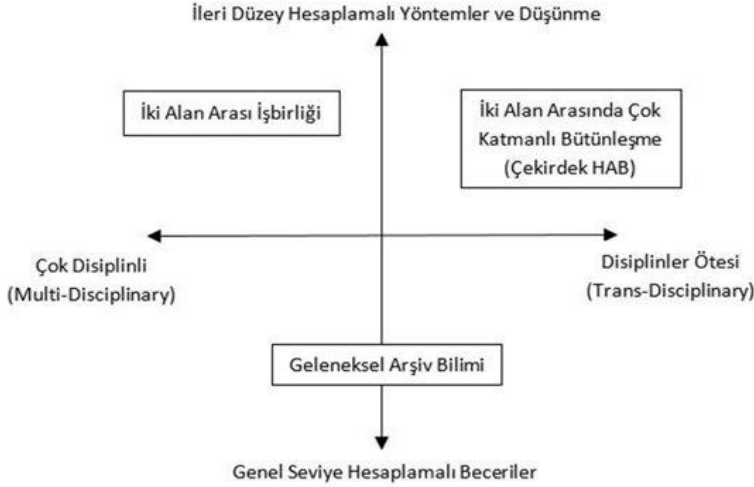 İleri Düzey Hesaplamalı Yöntemler ve Düşünme
İki Alan Arası İşbirliği
İki Alan Arasında Çok
Katmanlı Bütünleşme
(Çekirdek HAB)
Çok Disiplinli
(Multi-Disciplinary)
Disiplinler Ötesi
(Trans-Disciplinary)
Geleneksel Arşiv Bilimi
Genel Seviye Hesaplamalı Beceriler